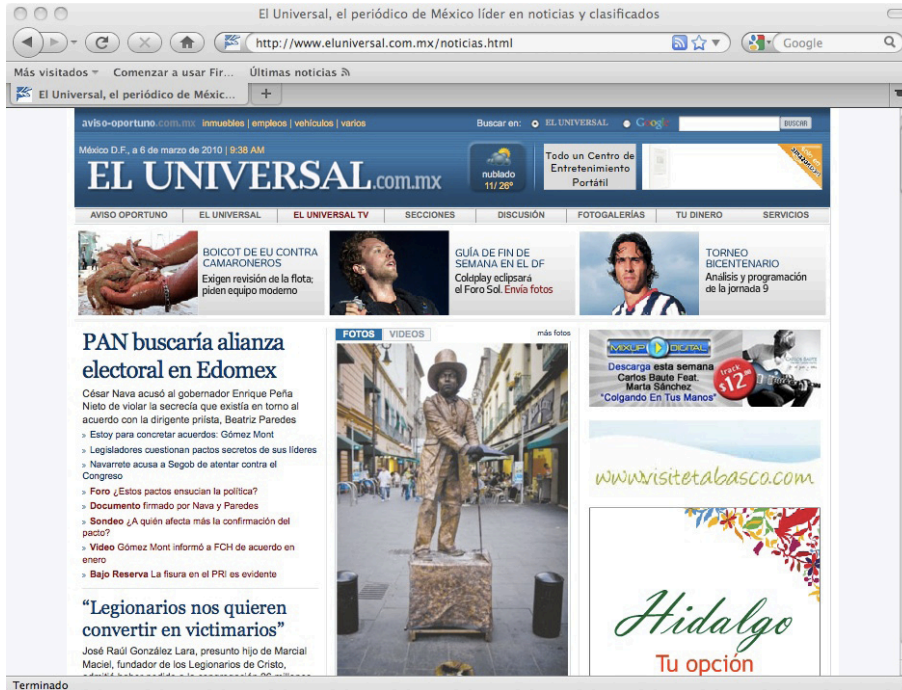 El Universal, el periódico de México líder en noticias y clasificados
http://www.eluniversal.com.mx/noticias.html
Google
Más visitados
Comenzar a usar Fir...
Últimas noticias
El Universal, el periódico de Méxic...
aviso-oportuno.com.mx inmuebles | empleos | vehículos | varios
Buscar en: EL UNIVERSAL Google BUSCAR
México D.F., a 6 de marzo de 2010 | 9:38 AM
EL UNIVERSAL.com.mx
nublado
11/ 26º
Todo un Centro de
Entretenimiento
Portátil
AVISO OPORTUNO
EL UNIVERSAL
EL UNIVERSAL TV
SECCIONES
DISCUSIÓN
FOTOGALERÍAS
TU DINERO
SERVICIOS
BOICOT DE EU CONTRA
CAMARONEROS
Exigen revisión de la flota;
piden equipo moderno
GUÍA DE FIN DE
SEMANA EN EL DF
Coldplay eclipsará
el Foro Sol. Envía fotos
TORNEO
BICENTENARIO
Análisis y programación
de la jornada 9
PAN buscaría alianza
electoral en Edomex
César Nava acusó al gobernador Enrique Peña
Nieto de violar la secrecía que existía en torno al
acuerdo con la dirigente priísta, Beatriz Paredes
» Estoy para concretar acuerdos: Gómez Mont
» Legisladores cuestionan pactos secretos de sus líderes
» Navarrete acusa a Segob de atentar contra el
Congreso
» Foro ¿Estos pactos ensucian la política?
» Documento firmado por Nava y Paredes
» Sondeo ¿A quién afecta más la confirmación del
pacto?
» Video Gómez Mont informó a FCH de acuerdo en
enero
» Bajo Reserva La fisura en el PRI es evidente
"Legionarios nos quieren
convertir en victimarios"
José Raúl González Lara, presunto hijo de Marcial
Maciel, fundador de los Legionarios de Cristo,
FOTOS
VIDEOS
más fotos
MIXUP DIGITAL
Descarga esta semana
Carlos Baute Feat.
Marta Sánchez
"Colgando En Tus Manos"
track
$12
CARLOS BAUTE
www.visitetabasco.com
Hidalgo
Tu opción
Terminado